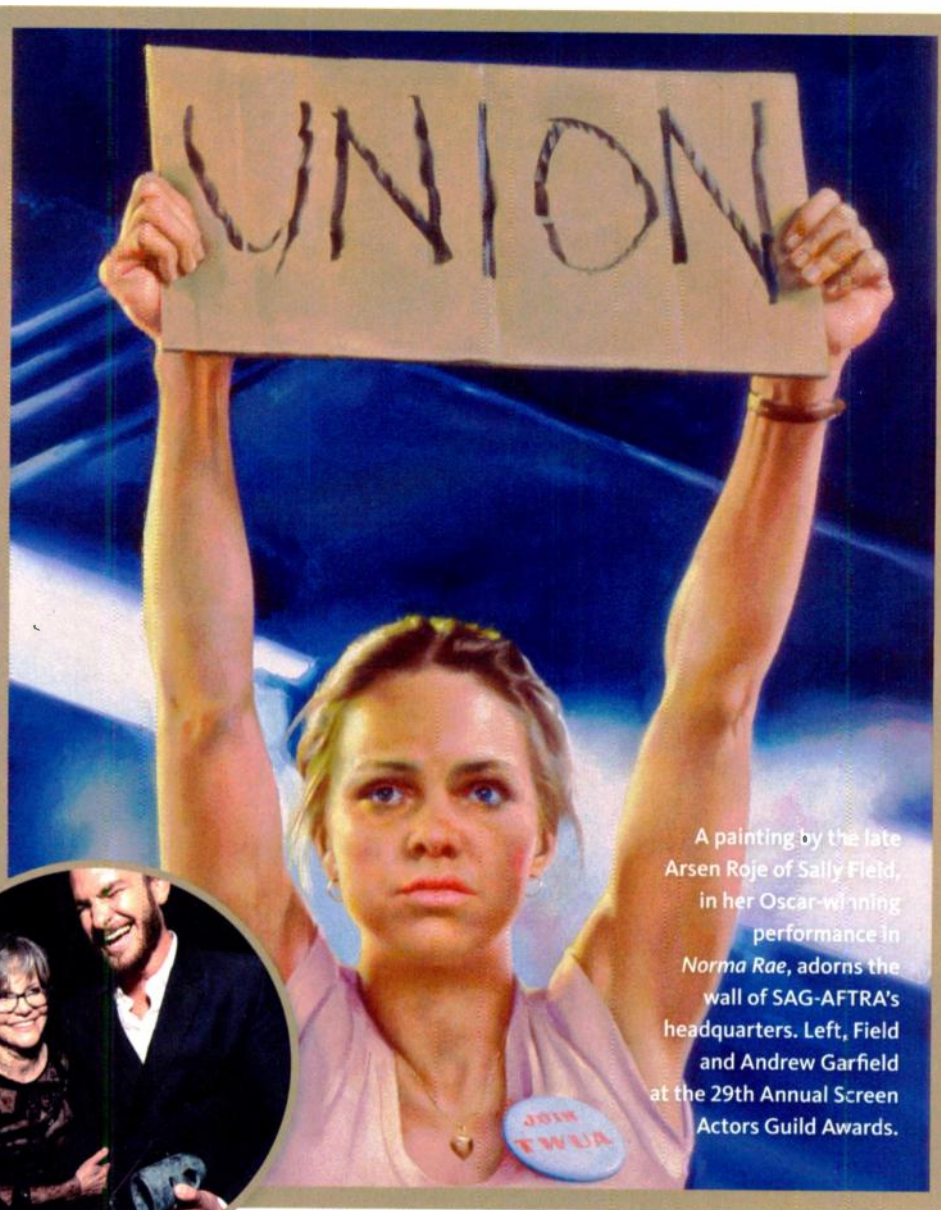 UNION
A painting by the late
Arsen Roje of Sally Field,
in her Oscar-winning
performance in
Norma Rae, adorns the
wall of SAG-AFTRA's
headquarters. Left, Field
and Andrew Garfield
at the 29th Annual Screen
Actors Guild Awards.
JOIN
TWUA